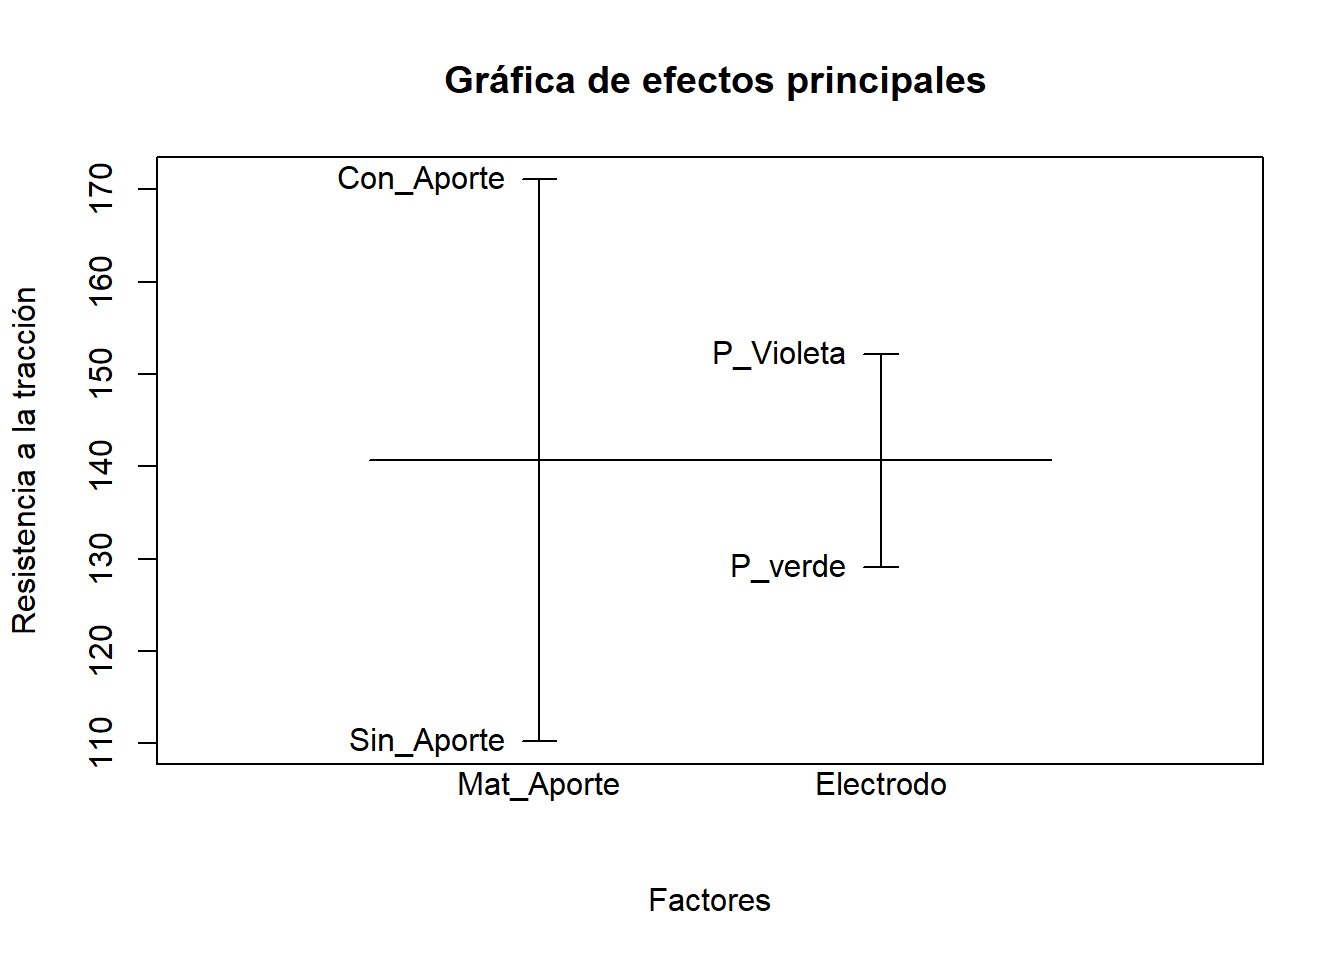 Gráfica de efectos principales
Resistencia a la tracción
170
160
150
140
130
120
110
Con_Aporte
P_Violeta
P_verde
Sin_Aporte
Mat_Aporte
Electrodo
Factores